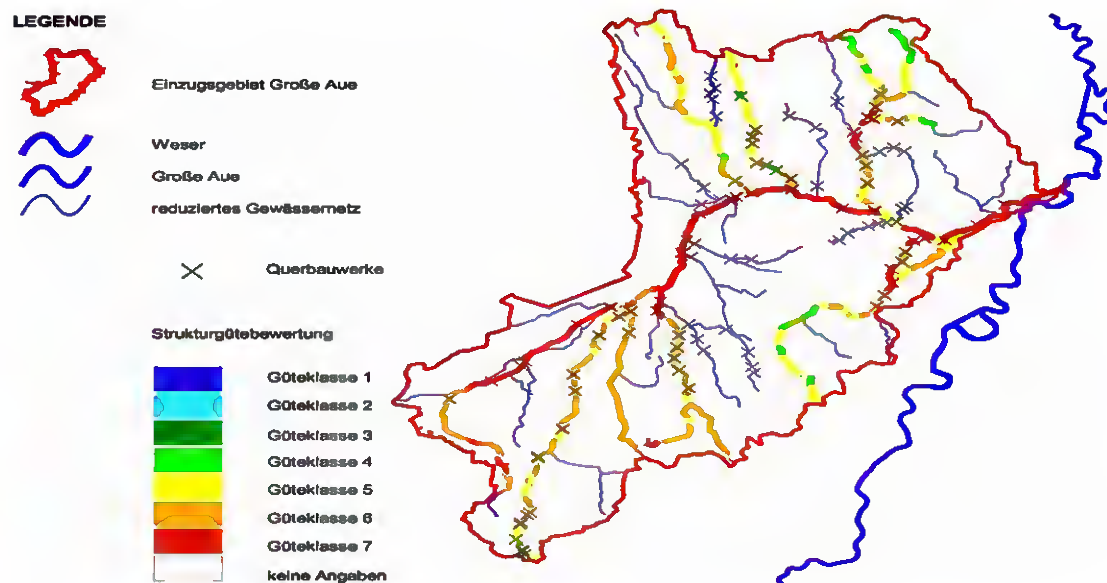 LEGENDE
Einzugsgebiet Große Aue
Weser
Große Aue
reduziertes Gewässernetz
Querbauwerke
Strukturgütebewertung
Güteklasse 1
Güteklasse 2
Güteklasse 3
Güteklasse 4
Güteklasse 5
Güteklasse 6
Güteklasse 7
keine Angaben